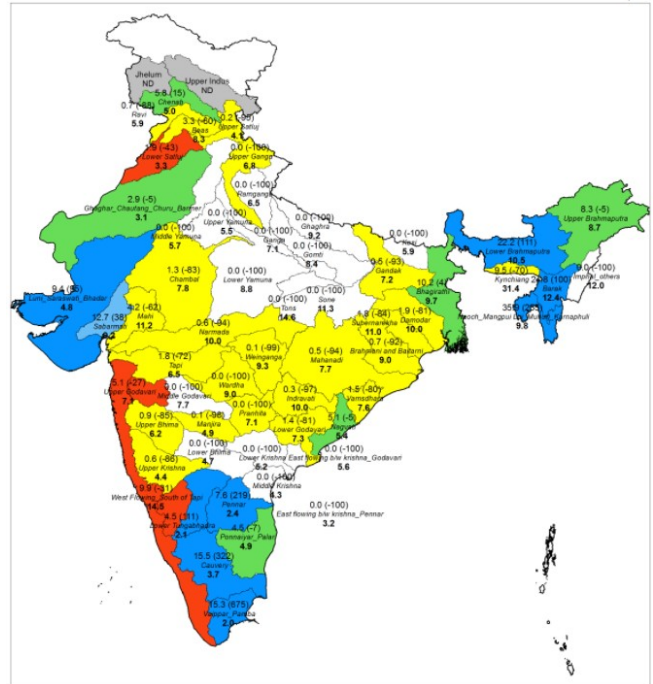 Jhelum
ND
Upper Indus
ND
5.8 (15)
Chenab
5.0
Ravi
5.9
3.3 (-60)
Beas
8.3
Upper Satluj
4.1
-43)
Lower Satluj
3.3
0.0 (-100)
Upper Ganga
6.8
0.0 (-100)
Ramganga
6.5
2.9 (-5)
3.1
0.0 (-100)
Upper Yamuna
5.5
0.0 (-100)
Middle Yamuna
5.7
0.0 (-100)
Ganga
7.1
0.0 (-100)
Ghaghra
9.2
0.0 (-100)
Gomti
8.4
0.0 (-100)
Kosi
5.9
0.5 (-93)
Gandak
7.2
8.3 (-5)
Upper Brahmaputra
8.7
22.2 (111)
Lower Brahmaputra
10.5
9.5 (-70)
Kynchiang
31.4
Barak
12.4
0.0 (-100)
12.0
9.8
10.2 (4)
Bhagirathi
9.7
1.3 (-83)
Chambal
7.8
0.0 (-100)
Lower Yamuna
8.8
0.0 (-100)
Tons
14.6
0.0 (-100)
Sone
11.3
4.8
12.7 (38)
Sabarmati
9.2
4.2 (-62)
Mahi
11.2
0.6 (-94)
Narmada
10.0
1.8 (-84)
Subernarekha
11.0
1.9 (-81)
Damodar
10.0
0.1 (-99)
Wainganga
9.3
0.5 (-94)
Mahanadi
7.7
0.7 (-92)
Brahmani and Baitarni
9.0
1.8 (-72)
Tapi
6.5
0.0 (-100)
Wardha
9.0
5.1 (-27)
Upper Godavari
7.1
0.0 (-100)
Middle Godavari
7.7
0.3 (-97)
Indravati
10.0
1.5 (-80)
Vamsdhara
7.6
0.0 (-100)
Pranhita
7.1
0.9 (-85)
Upper Bhima
6.2
0.1 (-98)
Manjira
4.9
1.4 (-81)
Lower Godavari
7.3
5.1 (-5)
5.4
0.0 (-100)
Lower Bhima
4.7
0.0 (-100)
Lower Krishna
5.2
0.0 (-100)
East flowing b/w krishna_Godavari
5.6
0.6 (-86)
Upper Krishna
4.4
0.0 (-100)
Middle Krishna
4.3
9.9 (-31)
West Flowing_South of Tapi
14.5
7.6 (219)
Pennar
2.4
0.0 (-100)
East flowing b/w krishna_Pennar
3.2
4.5 (111)
Lower Tungabhadra
2.1
4.5 (-7)
Ponnaiyar_Palar
4.9
15.5 (322)
Cauvery
3.7
15.3 (675)
Vaippar_Pamba
2.0